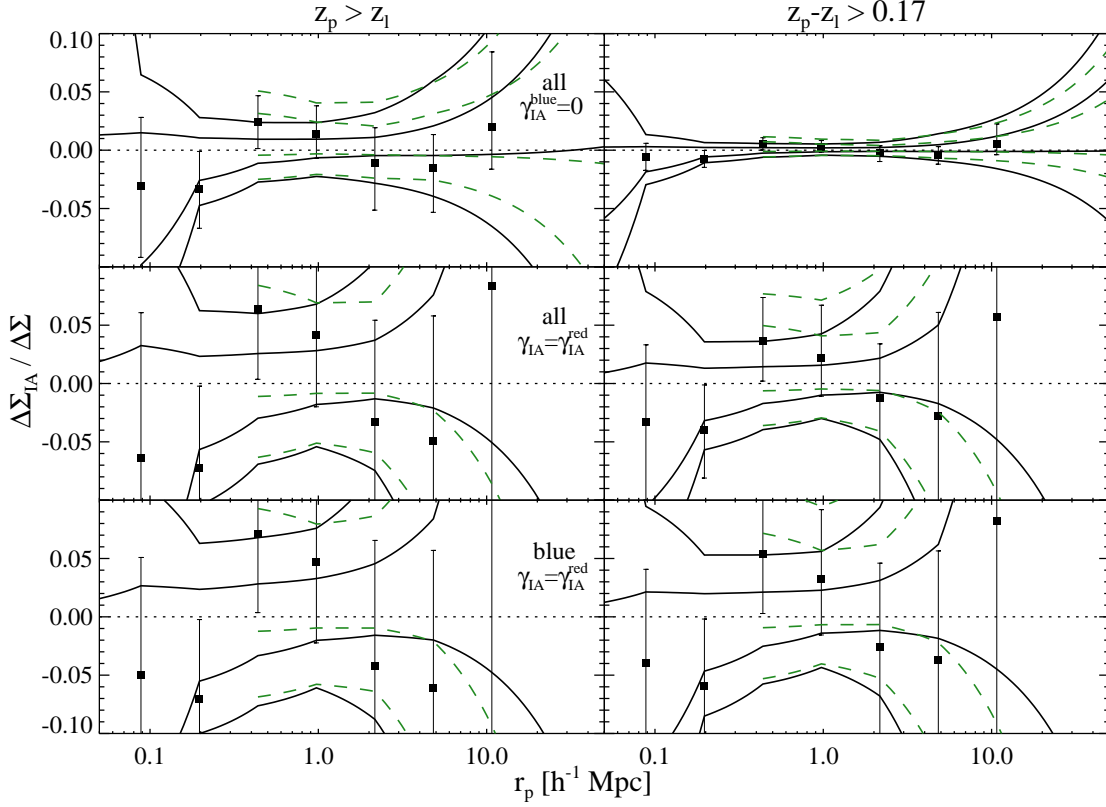 z_p > z_l
z_p-z_l > 0.17
0.10
0.05
0.00
-0.05
all
γ_IA^blue=0
0.05
0.00
-0.05
all
γ_IA=γ_IA^red
0.05
0.00
-0.05
-0.10
blue
γ_IA=γ_IA^red
ΔΣ_IA / ΔΣ
0.1 1.0 10.0 0.1 1.0 10.0
r_p [h^-1 Mpc]